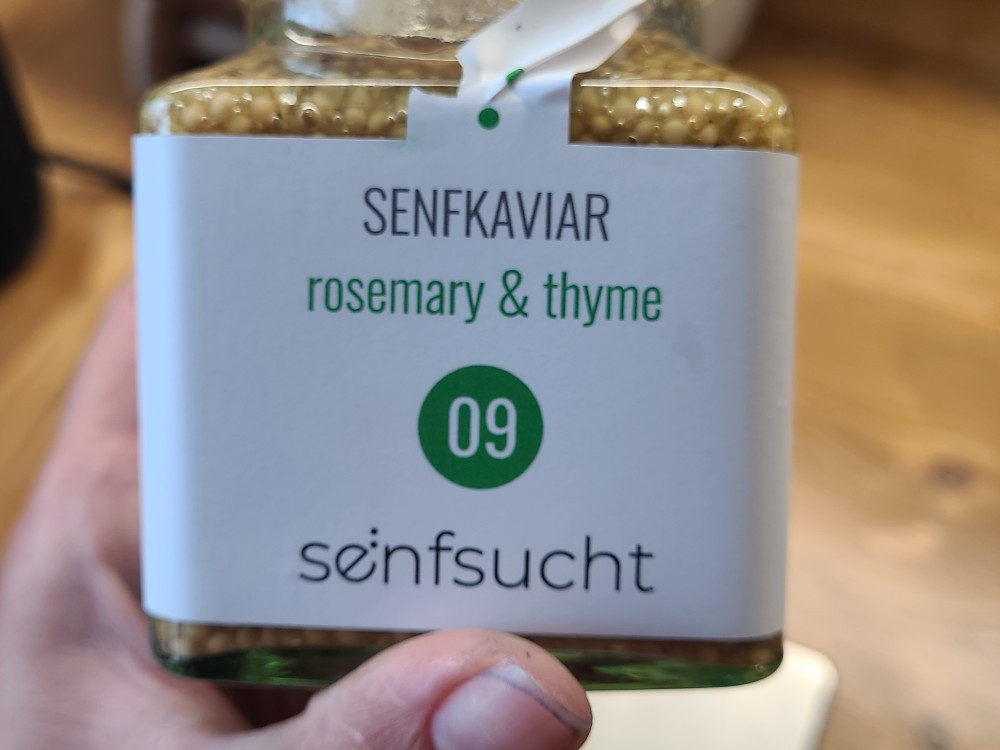 SENFKAVIAR
rosemary & thyme
09
senfsucht